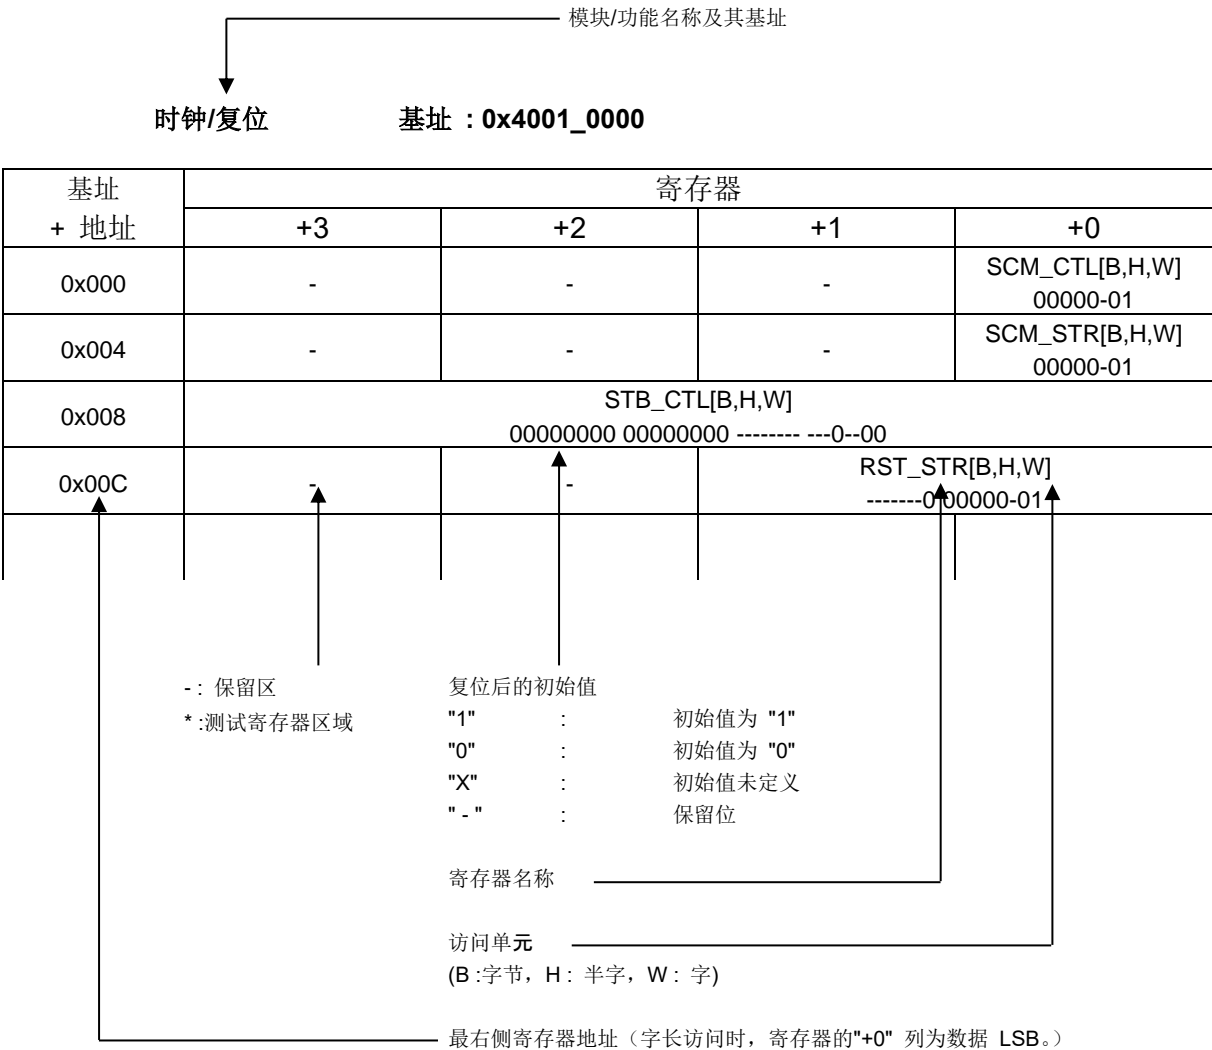 模块/功能名称及其基址
时钟/复位 基址 : 0x4001_0000
基址 + 地址 寄存器
+3 +2 +1 +0
0x000 - - - SCM_CTL[B,H,W]
00000-01
0x004 - - - SCM_STR[B,H,W]
00000-01
0x008 STB_CTL[B,H,W]
00000000 00000000 -------- ---0--00
0x00C - - RST_STR[B,H,W]
-------0 00000-01
- : 保留区
* :测试寄存器区域
复位后的初始值
"1" : 初始值为 "1"
"0" : 初始值为 "0"
"X" : 初始值未定义
" - " : 保留位
寄存器名称
访问单元
(B :字节，H : 半字，W : 字)
最右侧寄存器地址（字长访问时，寄存器的"+0" 列为数据 LSB。）